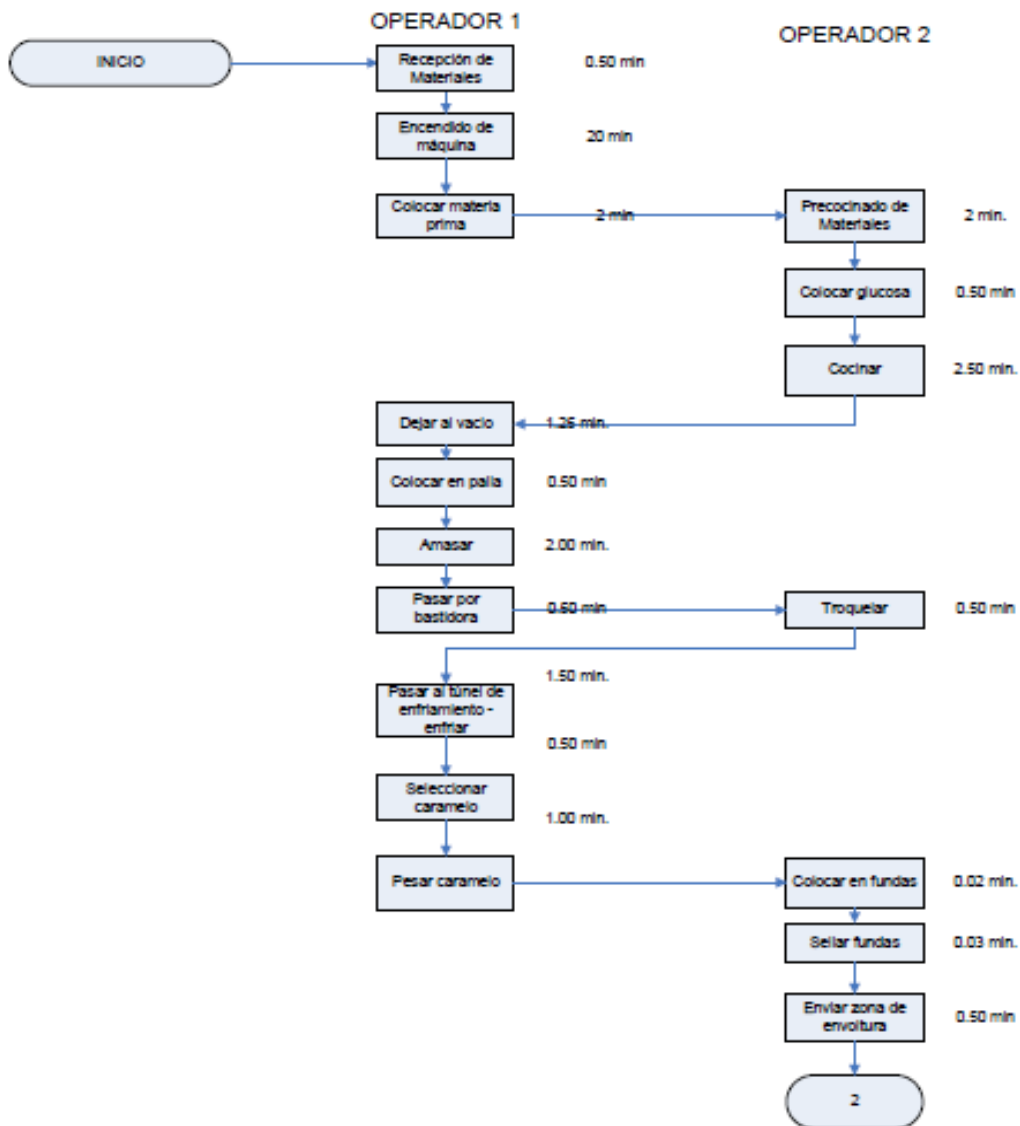 OPERADOR 1
OPERADOR 2
INICIO
Recepción de
Materiales
0.50 min
Encendido de
máquina
20 min
Colocar materia
prima
2 min
Precocinado de
Materiales
2 min.
Colocar glucosa
0.50 min
Cocinar
2.50 min.
Dejar al vacio
1.25 min.
Colocar en palla
0.50 min
Amasar
2.00 min.
Pasar por
bastidora
0.50 min
Troquelar
0.50 min
1.50 min.
Pasar al túnel de
enfriamiento -
enfriar
0.50 min
Seleccionar
caramelo
1.00 min.
Pesar caramelo
Colocar en fundas
0.02 min.
Sellar fundas
0.03 min.
Enviar zona de
envoltura
0.50 min
2